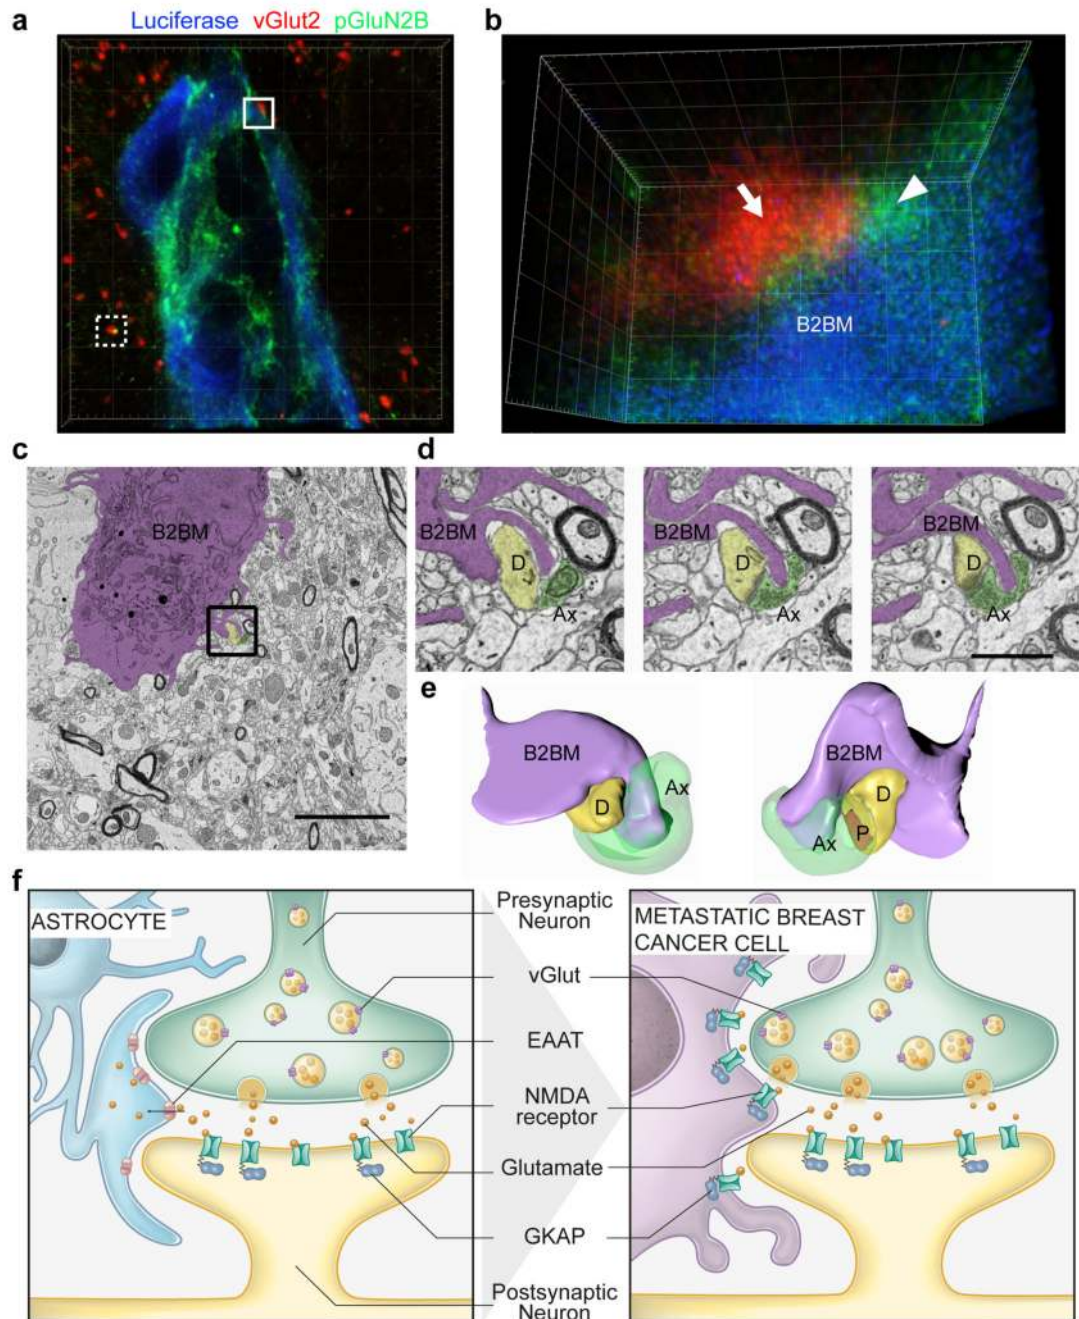 a
Luciferase vGlut2 pGluN2B
b
B2BM
c
B2BM
d
B2BM
D
Ax
B2BM
D
Ax
B2BM
D
Ax
e
B2BM
Ax
D
B2BM
D
P
Ax
f
ASTROCYTE
Presynaptic
Neuron
vGlut
EAAT
NMDA
receptor
Glutamate
GKAP
Postsynaptic
Neuron
METASTATIC BREAST
CANCER CELL